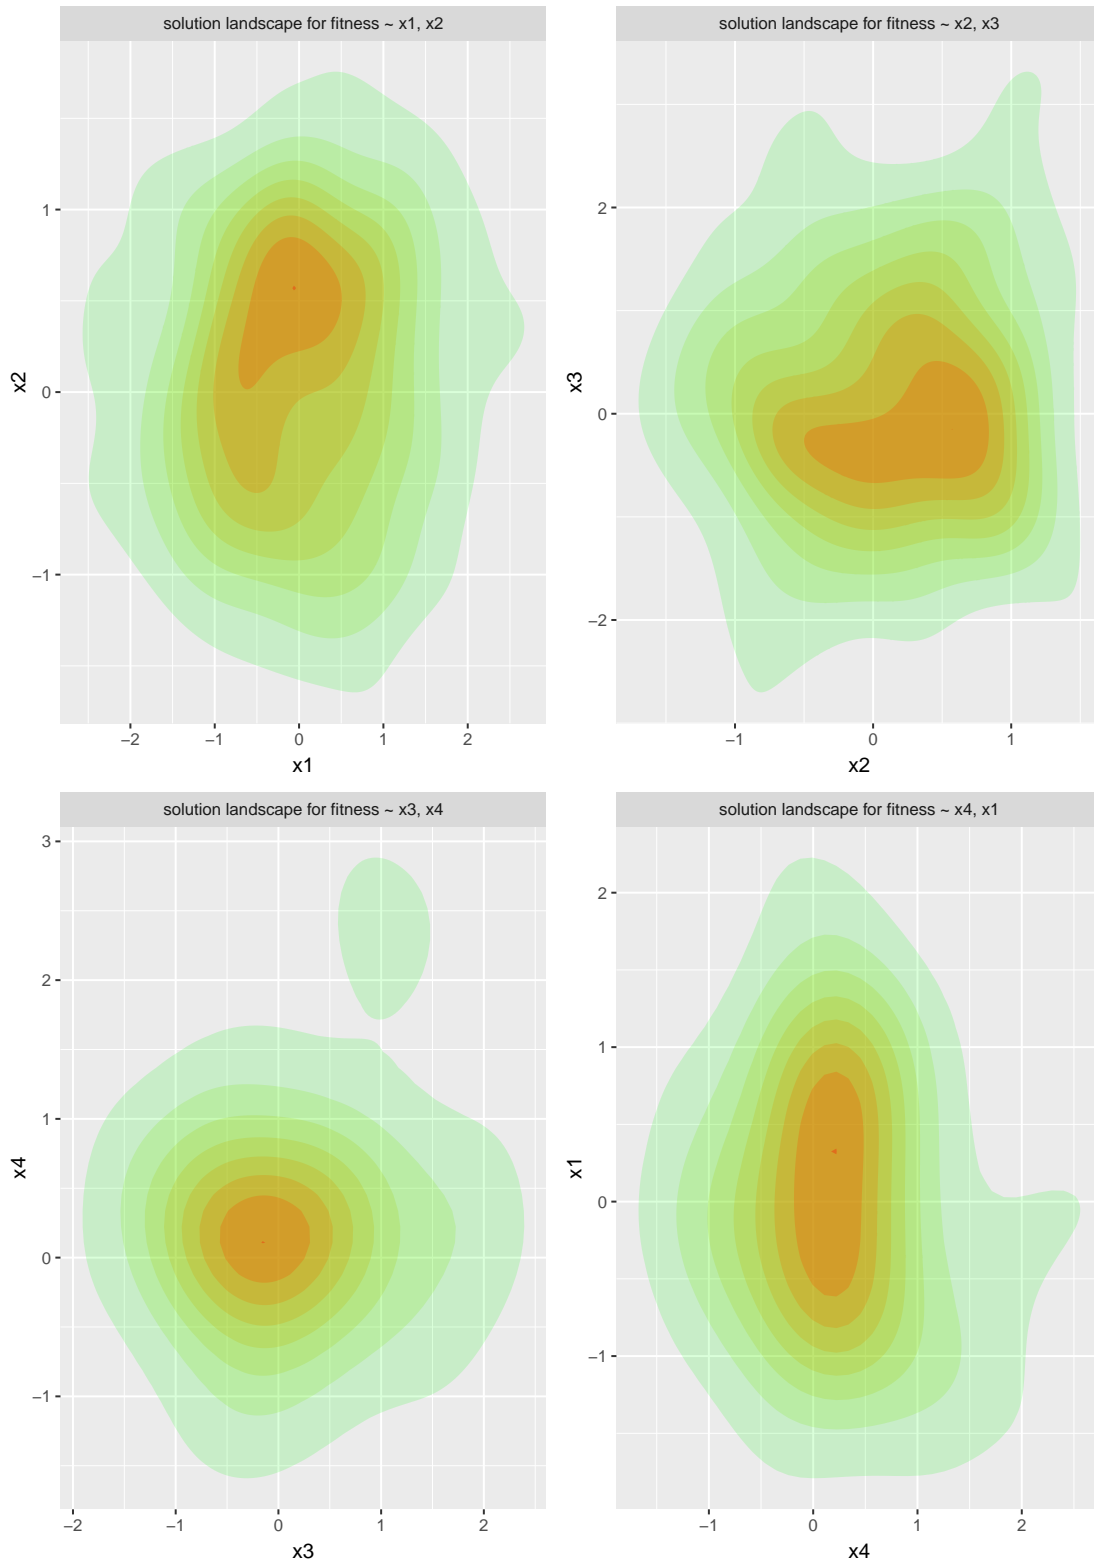 solution landscape for fitness ~ x1, x2
1
0
−1
x2
−2
−1
0
1
2
x1
solution landscape for fitness ~ x2, x3
2
0
−2
x3
−1
0
1
x2
solution landscape for fitness ~ x3, x4
3
2
1
0
−1
x4
−2
−1
0
1
2
x3
solution landscape for fitness ~ x4, x1
2
1
0
−1
x1
−1
0
1
2
x4